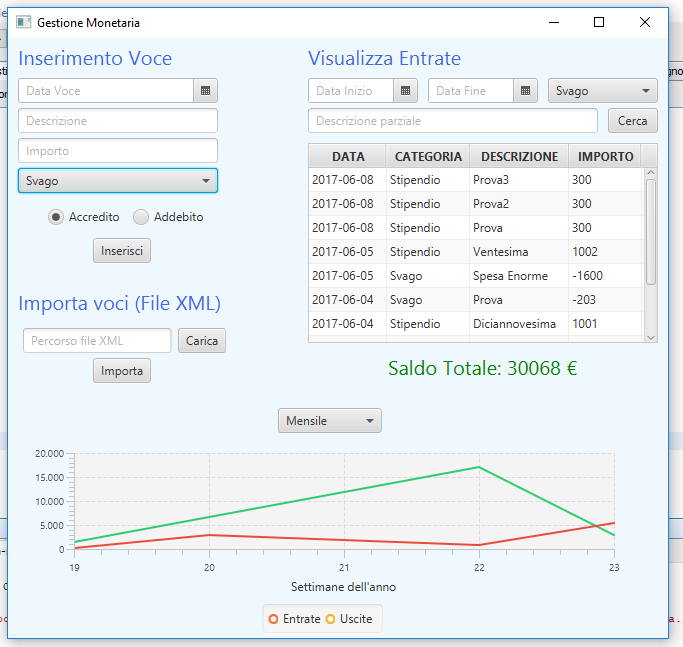 Gestione Monetaria
Inserimento Voce
Data Voce
Descrizione
Importo
Svago
Accredito Addebito
Inserisci
Importa voci (File XML)
Percorso file XML Carica
Importa
Visualizza Entrate
Data Inizio Data Fine Svago
Descrizione parziale Cerca
DATA CATEGORIA DESCRIZIONE IMPORTO
2017-06-08 Stipendio Prova3 300
2017-06-08 Stipendio Prova2 300
2017-06-08 Stipendio Prova 300
2017-06-05 Stipendio Ventesima 1002
2017-06-05 Svago Spesa Enorme -1600
2017-06-04 Svago Prova -203
2017-06-04 Stipendio Diciannovesima 1001
Saldo Totale: 30068 €
Mensile
20.000
15.000
10.000
5.000
0
19 20 21 22 23
Settimane dell'anno
Entrate Uscite